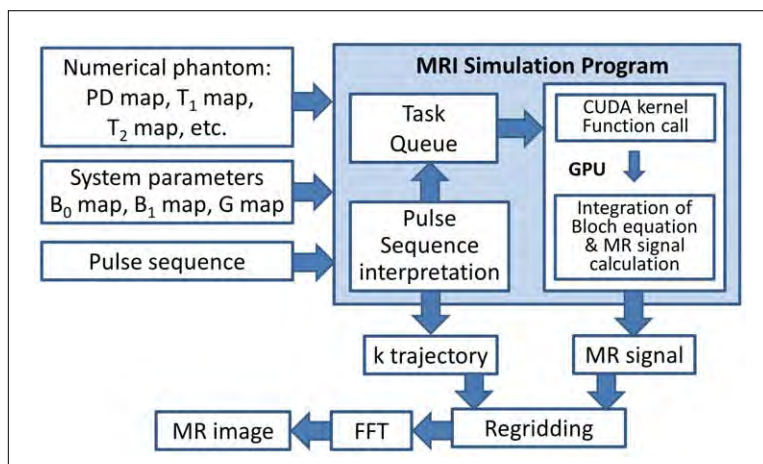 Numerical phantom:
PD map, T₁ map,
T₂ map, etc.
System parameters
B₀ map, B₁ map, G map
Pulse sequence
MRI Simulation Program
Task
Queue
Pulse
Sequence
interpretation
CUDA kernel
Function call
GPU
Integration of
Bloch equation
& MR signal
calculation
k trajectory
MR signal
MR image
FFT
Regridding